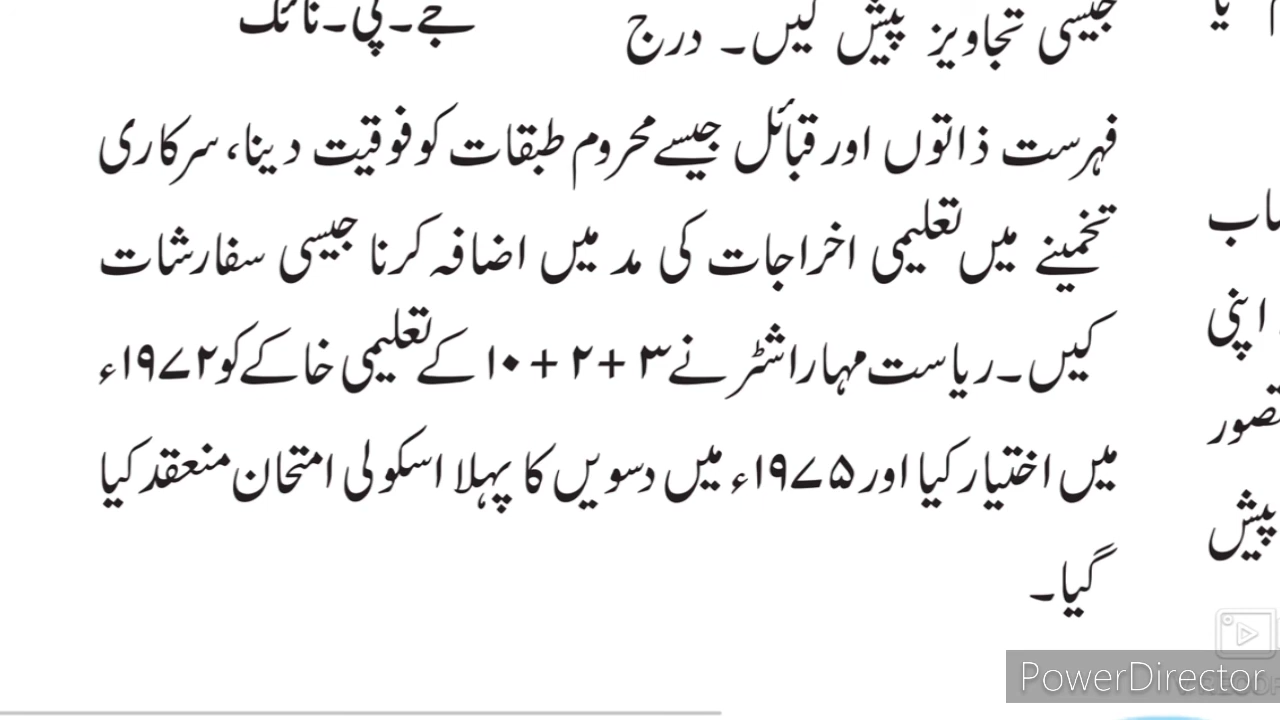 جیسی تجاویز پیش کیں۔ درج
جے۔پی۔نائک
فہرست ذاتوں اور قبائل جیسے محروم طبقات کو فوقیت دینا، سرکاری
تخمینے میں تعلیمی اخراجات کی مد میں اضافہ کرنا جیسی سفارشات
کیں۔ ریاست مہاراشٹر نے ۳ + ۲ + ۱۰ کے تعلیمی خاکے کو ۱۹۷۲ء
میں اختیار کیا اور ۱۹۷۵ء میں دسویں کا پہلا اسکولی امتحان منعقد کیا
گیا۔
یا
اپنی
پیش
PowerDirector